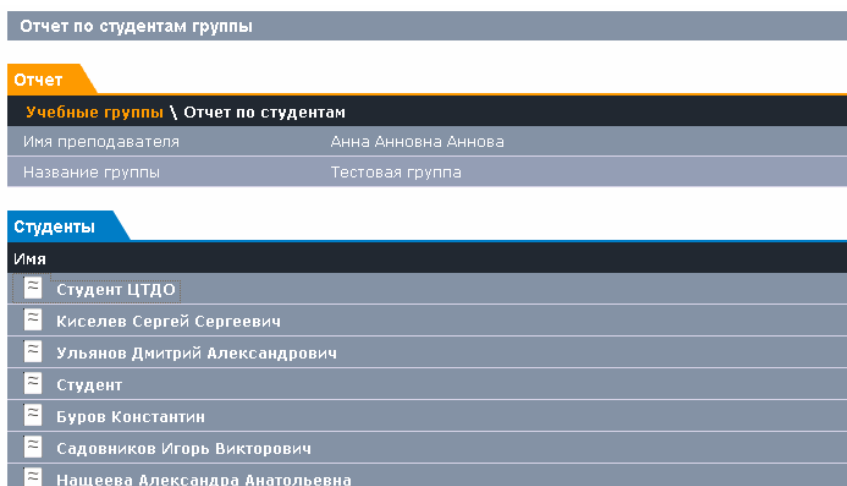 Отчет по студентам группы
Отчет
Учебные группы \ Отчет по студентам
Имя преподавателя Анна Анновна Аннова
Название группы Тестовая группа
Студенты
Имя
Студент ЦТДО
Киселев Сергей Сергеевич
Ульянов Дмитрий Александрович
Студент
Буров Константин
Садовников Игорь Викторович
Нащеева Александра Анатольевна